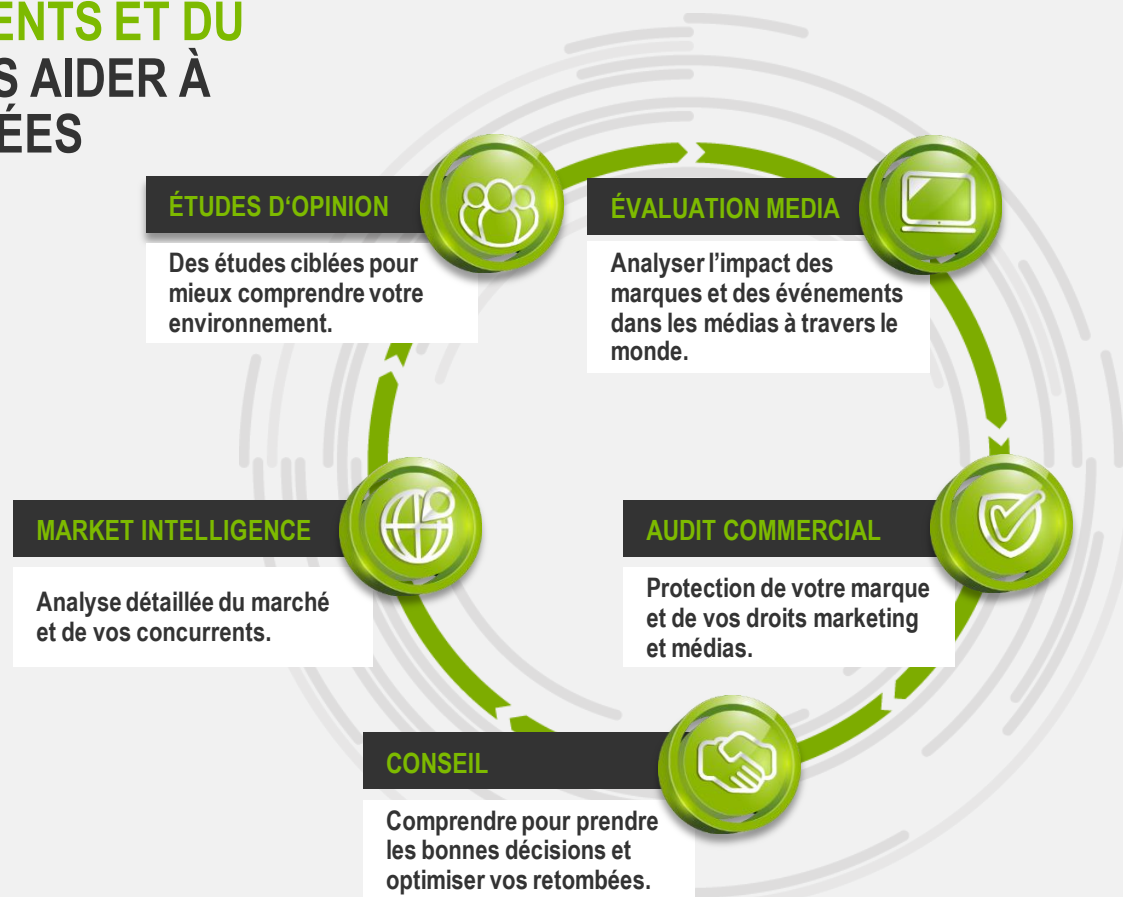 ENTS ET DU
S AIDER À
ÉES
ÉTUDES D‘OPINION
Des études ciblées pour
mieux comprendre votre
environnement.
ÉVALUATION MEDIA
Analyser l’impact des
marques et des événements
dans les médias à travers le
monde.
MARKET INTELLIGENCE
Analyse détaillée du marché
et de vos concurrents.
AUDIT COMMERCIAL
Protection de votre marque
et de vos droits marketing
et médias.
CONSEIL
Comprendre pour prendre
les bonnes décisions et
optimiser vos retombées.